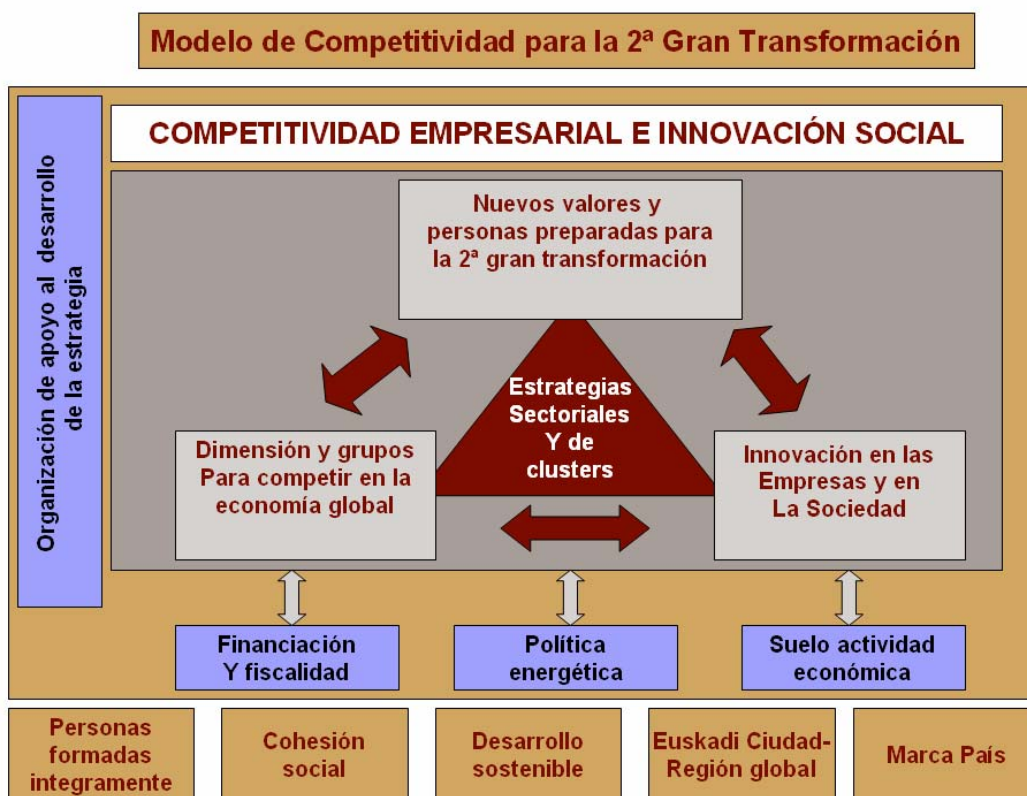 Modelo de Competitividad para la 2ª Gran Transformación
Organización de apoyo al desarrollo
de la estrategia
COMPETITIVIDAD EMPRESARIAL E INNOVACIÓN SOCIAL
Nuevos valores y
personas preparadas para
la 2ª gran transformación
Estrategias
Sectoriales
Y de
clusters
Dimensión y grupos
Para competir en la
economía global
Innovación en las
Empresas y en
La Sociedad
Financiación
Y fiscalidad
Política
energética
Suelo actividad
económica
Personas
formadas
integramente
Cohesión
social
Desarrollo
sostenible
Euskadi Ciudad-
Región global
Marca País